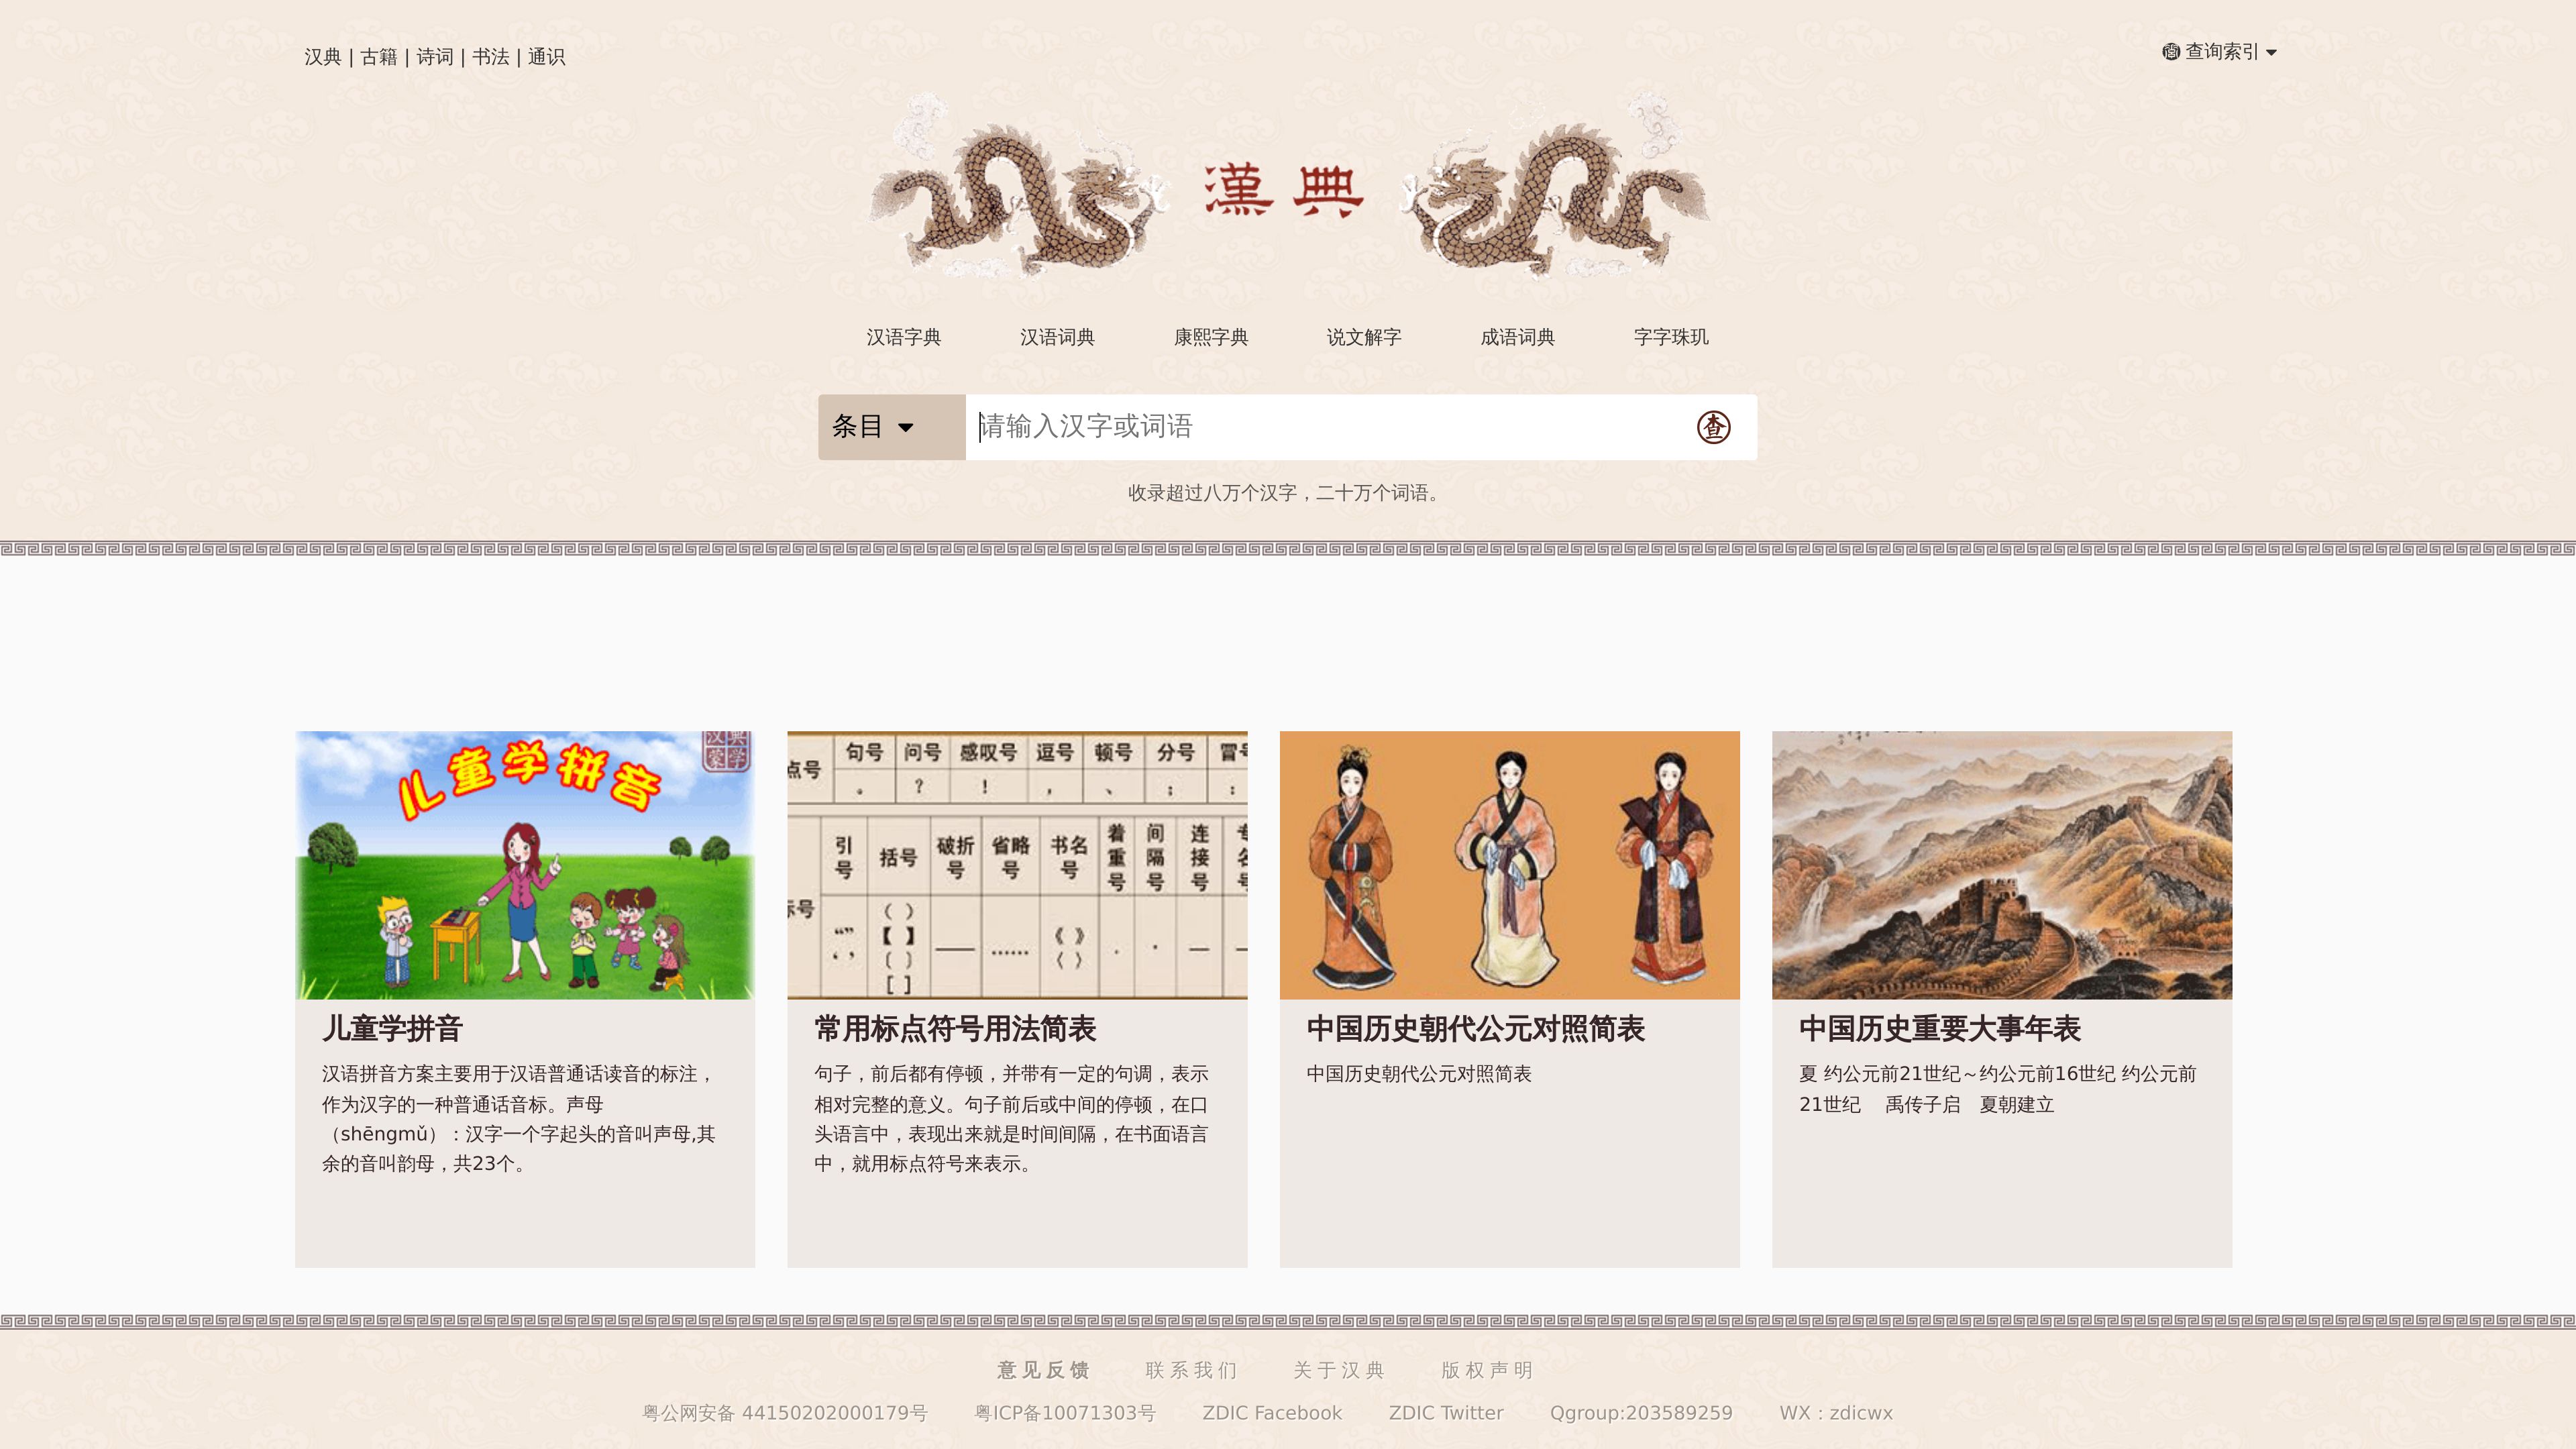 汉典 | 古籍 | 诗词 | 书法 | 通识
查询索引
漢典
汉语字典 汉语词典 康熙字典 说文解字 成语词典 字字珠玑
条目 请输入汉字或词语 查
收录超过八万个汉字，二十万个词语。
儿童学拼音
汉典
蒙学
点号 句号 问号 感叹号 逗号 顿号 分号 冒号
。 ？ ！ ， 、 ； ：
标号 引号 括号 破折号 省略号 书名号 着重号 间隔号 连接号 专名号
“” ‘’ （ ） 【 】 〔 〕 [ ] —— …… 《 》 〈 〉 . · —
儿童学拼音
汉语拼音方案主要用于汉语普通话读音的标注，
作为汉字的一种普通话音标。声母
（shēngmǔ）：汉字一个字起头的音叫声母,其
余的音叫韵母，共23个。
常用标点符号用法简表
句子，前后都有停顿，并带有一定的句调，表示
相对完整的意义。句子前后或中间的停顿，在口
头语言中，表现出来就是时间间隔，在书面语言
中，就用标点符号来表示。
中国历史朝代公元对照简表
中国历史朝代公元对照简表
中国历史重要大事年表
夏 约公元前21世纪～约公元前16世纪 约公元前
21世纪　 禹传子启　夏朝建立
意见反馈 联系我们 关于汉典 版权声明
粤公网安备 44150202000179号 粤ICP备10071303号 ZDIC Facebook ZDIC Twitter Qgroup:203589259 WX：zdicwx